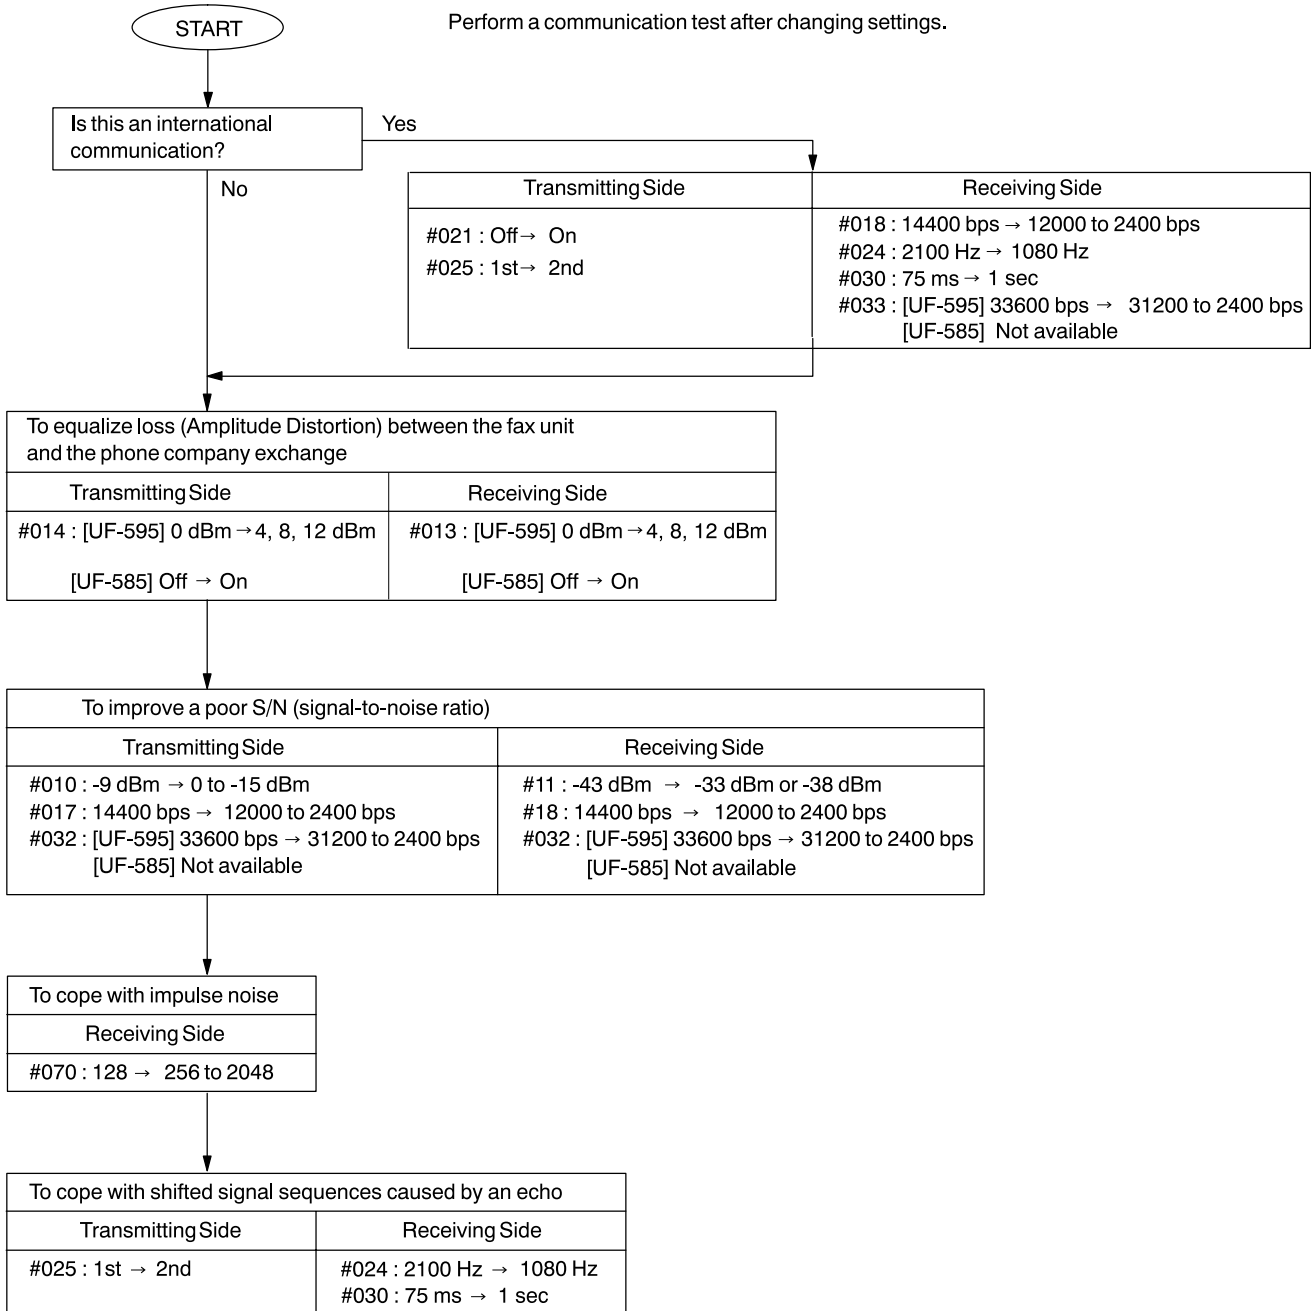 START
Perform a communication test after changing settings.
Is this an international
communication?
Yes
No
Transmitting Side
Receiving Side
#021 : Off → On
#025 : 1st → 2nd
#018 : 14400 bps → 12000 to 2400 bps
#024 : 2100 Hz → 1080 Hz
#030 : 75 ms → 1 sec
#033 : [UF-595] 33600 bps → 31200 to 2400 bps
[UF-585] Not available
To equalize loss (Amplitude Distortion) between the fax unit
and the phone company exchange
Transmitting Side
Receiving Side
#014 : [UF-595] 0 dBm → 4, 8, 12 dBm
[UF-585] Off → On
#013 : [UF-595] 0 dBm → 4, 8, 12 dBm
[UF-585] Off → On
To improve a poor S/N (signal-to-noise ratio)
Transmitting Side
Receiving Side
#010 : -9 dBm → 0 to -15 dBm
#017 : 14400 bps → 12000 to 2400 bps
#032 : [UF-595] 33600 bps → 31200 to 2400 bps
[UF-585] Not available
#11 : -43 dBm → -33 dBm or -38 dBm
#18 : 14400 bps → 12000 to 2400 bps
#032 : [UF-595] 33600 bps → 31200 to 2400 bps
[UF-585] Not available
To cope with impulse noise
Receiving Side
#070 : 128 → 256 to 2048
To cope with shifted signal sequences caused by an echo
Transmitting Side
Receiving Side
#025 : 1st → 2nd
#024 : 2100 Hz → 1080 Hz
#030 : 75 ms → 1 sec